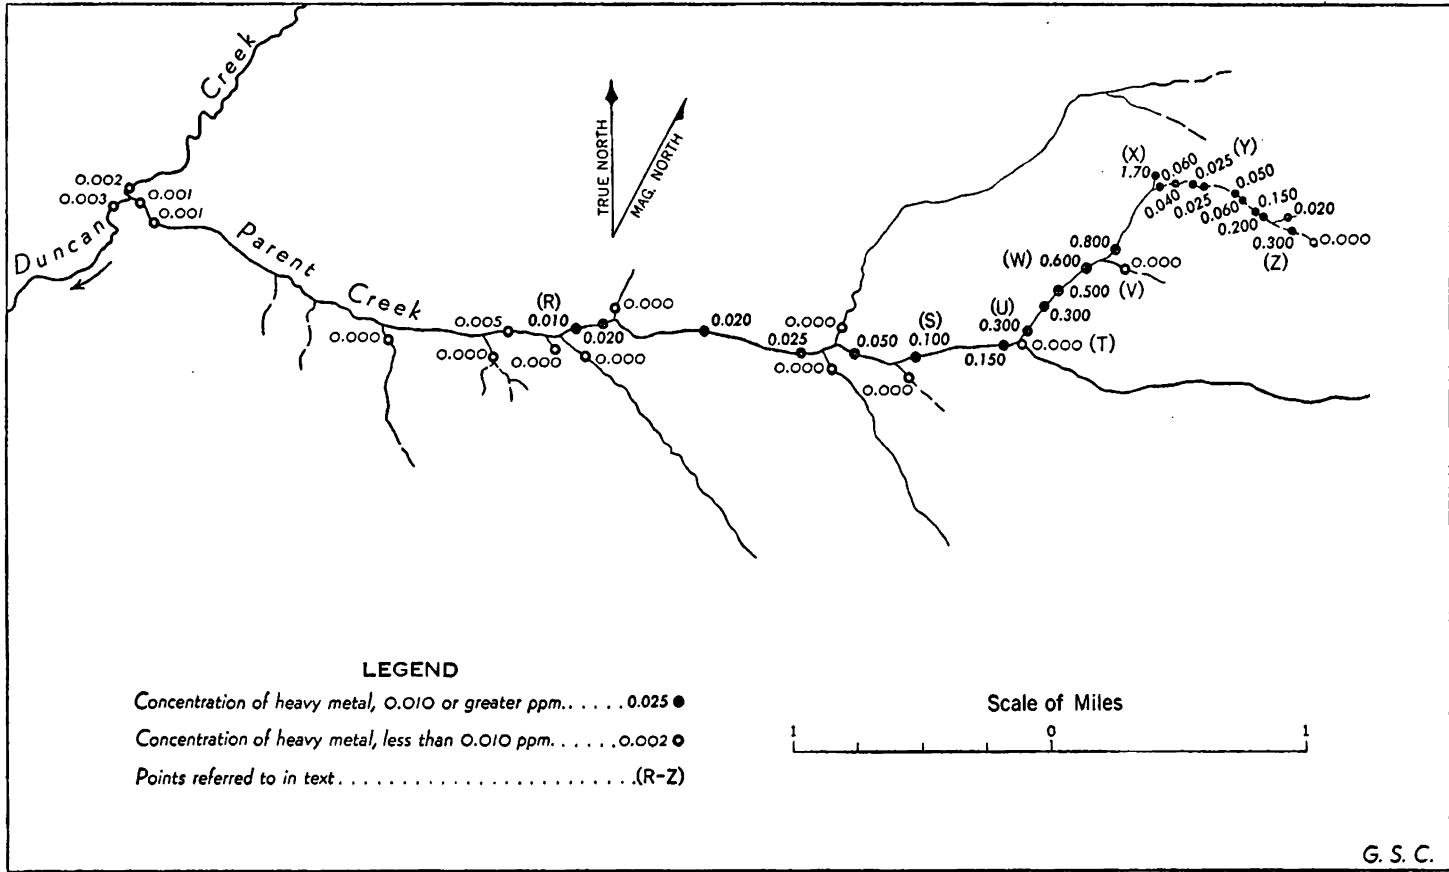 Creek
0.002
0.003
0.001
0.001
Duncan
Parent
Creek
TRUE NORTH
MAG. NORTH
(X)
1.70
0.060
0.025
(Y)
0.050
0.040
0.025
0.060
0.150
0.020
0.200
0.300
0.000
(Z)
0.800
(W)
0.600
0.000
(V)
0.500
(U)
0.300
0.300
0.000 (T)
0.150
(S)
0.100
0.050
0.000
0.000
0.025
0.000
0.020
0.000
(R)
0.010
0.020
0.000
0.005
0.000
0.000
0.000
LEGEND
Concentration of heavy metal, 0.010 or greater ppm......0.025
Concentration of heavy metal, less than 0.010 ppm......0.002
Points referred to in text........................(R-Z)
Scale of Miles
1 0 1
G. S. C.